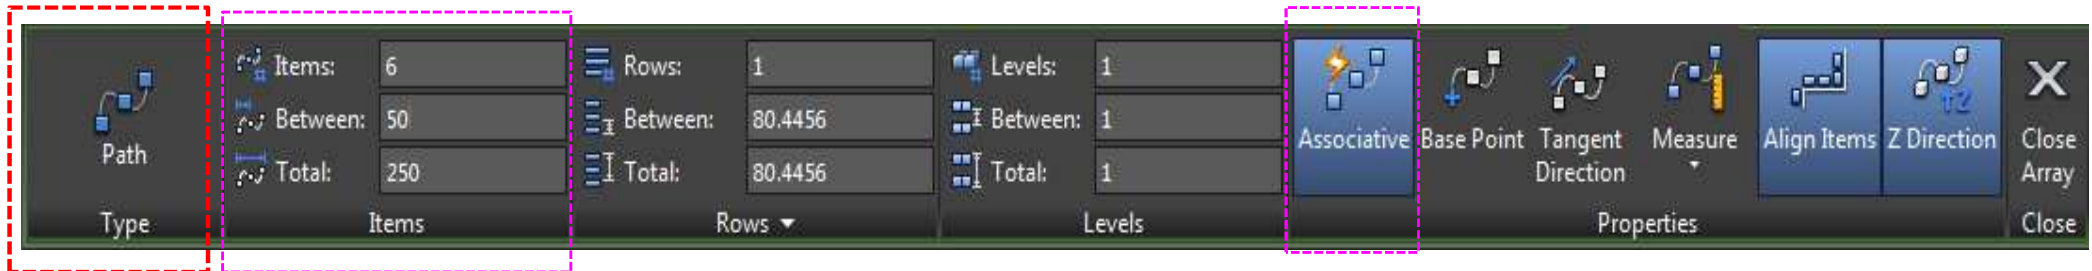 Path
Type
Items: 6
Between: 50
Total: 250
Items
Rows: 1
Between: 80.4456
Total: 80.4456
Rows
Levels: 1
Between: 1
Total: 1
Levels
Associative
Base Point
Tangent
Direction
Measure
Align Items
Z Direction
Properties
Close
Array
Close